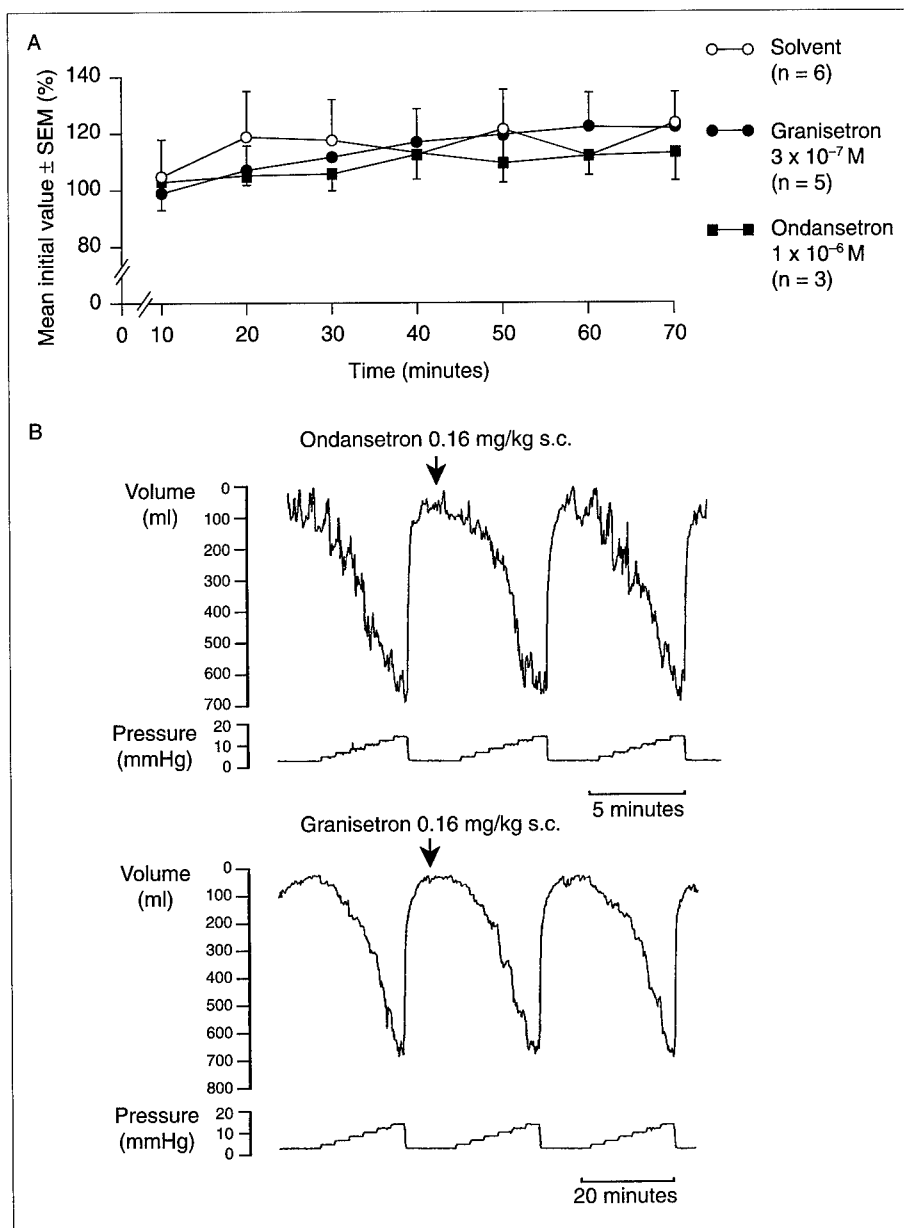 A
Mean initial value ± SEM (%)
140
120
100
80
0
0 10 20 30 40 50 60 70
Time (minutes)
Solvent
(n = 6)
Granisetron
3 x 10⁻⁷ M
(n = 5)
Ondansetron
1 x 10⁻⁶ M
(n = 3)
B
Ondansetron 0.16 mg/kg s.c.
Volume
(ml)
0
100
200
300
400
500
600
700
Pressure
(mmHg)
20
10
0
5 minutes
Granisetron 0.16 mg/kg s.c.
Volume
(ml)
0
100
200
300
400
500
600
700
800
Pressure
(mmHg)
20
10
0
20 minutes